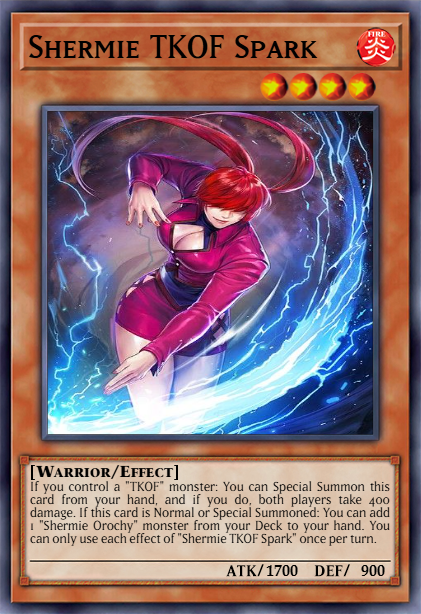 Shermie TKOF Spark
FIRE
炎
[Warrior/Effect]
If you control a "TKOF" monster: You can Special Summon this
card from your hand, and if you do, both players take 400
damage. If this card is Normal or Special Summoned: You can add
1 "Shermie Orochy" monster from your Deck to your hand. You
can only use each effect of "Shermie TKOF Spark" once per turn.
ATK/1700 DEF/ 900